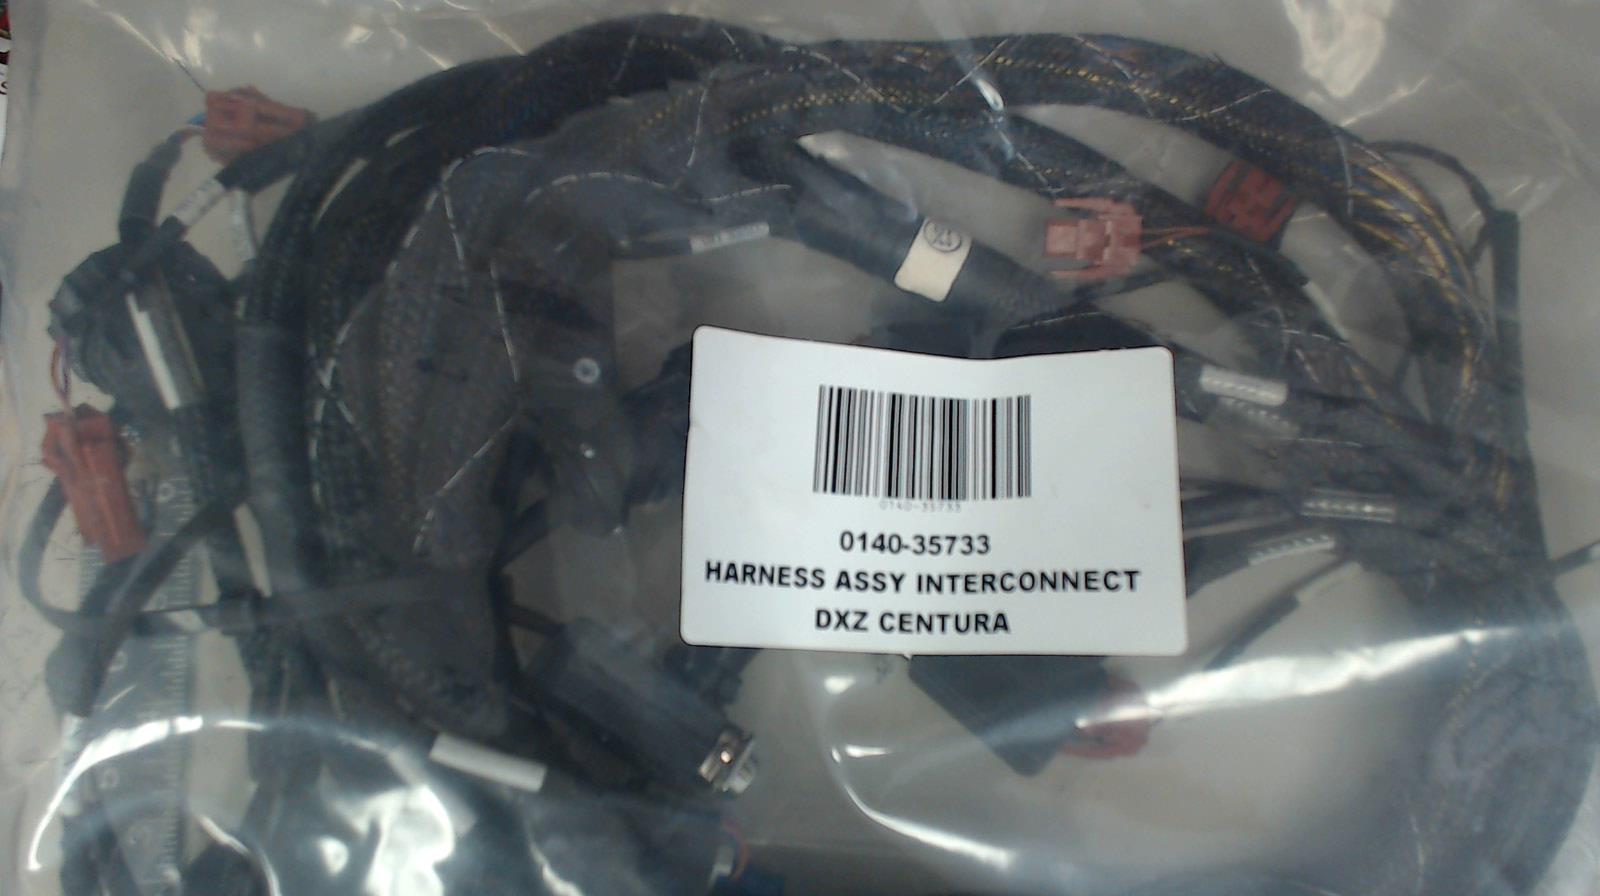 0140-35733
0140-35733
HARNESS ASSY INTERCONNECT
DXZ CENTURA